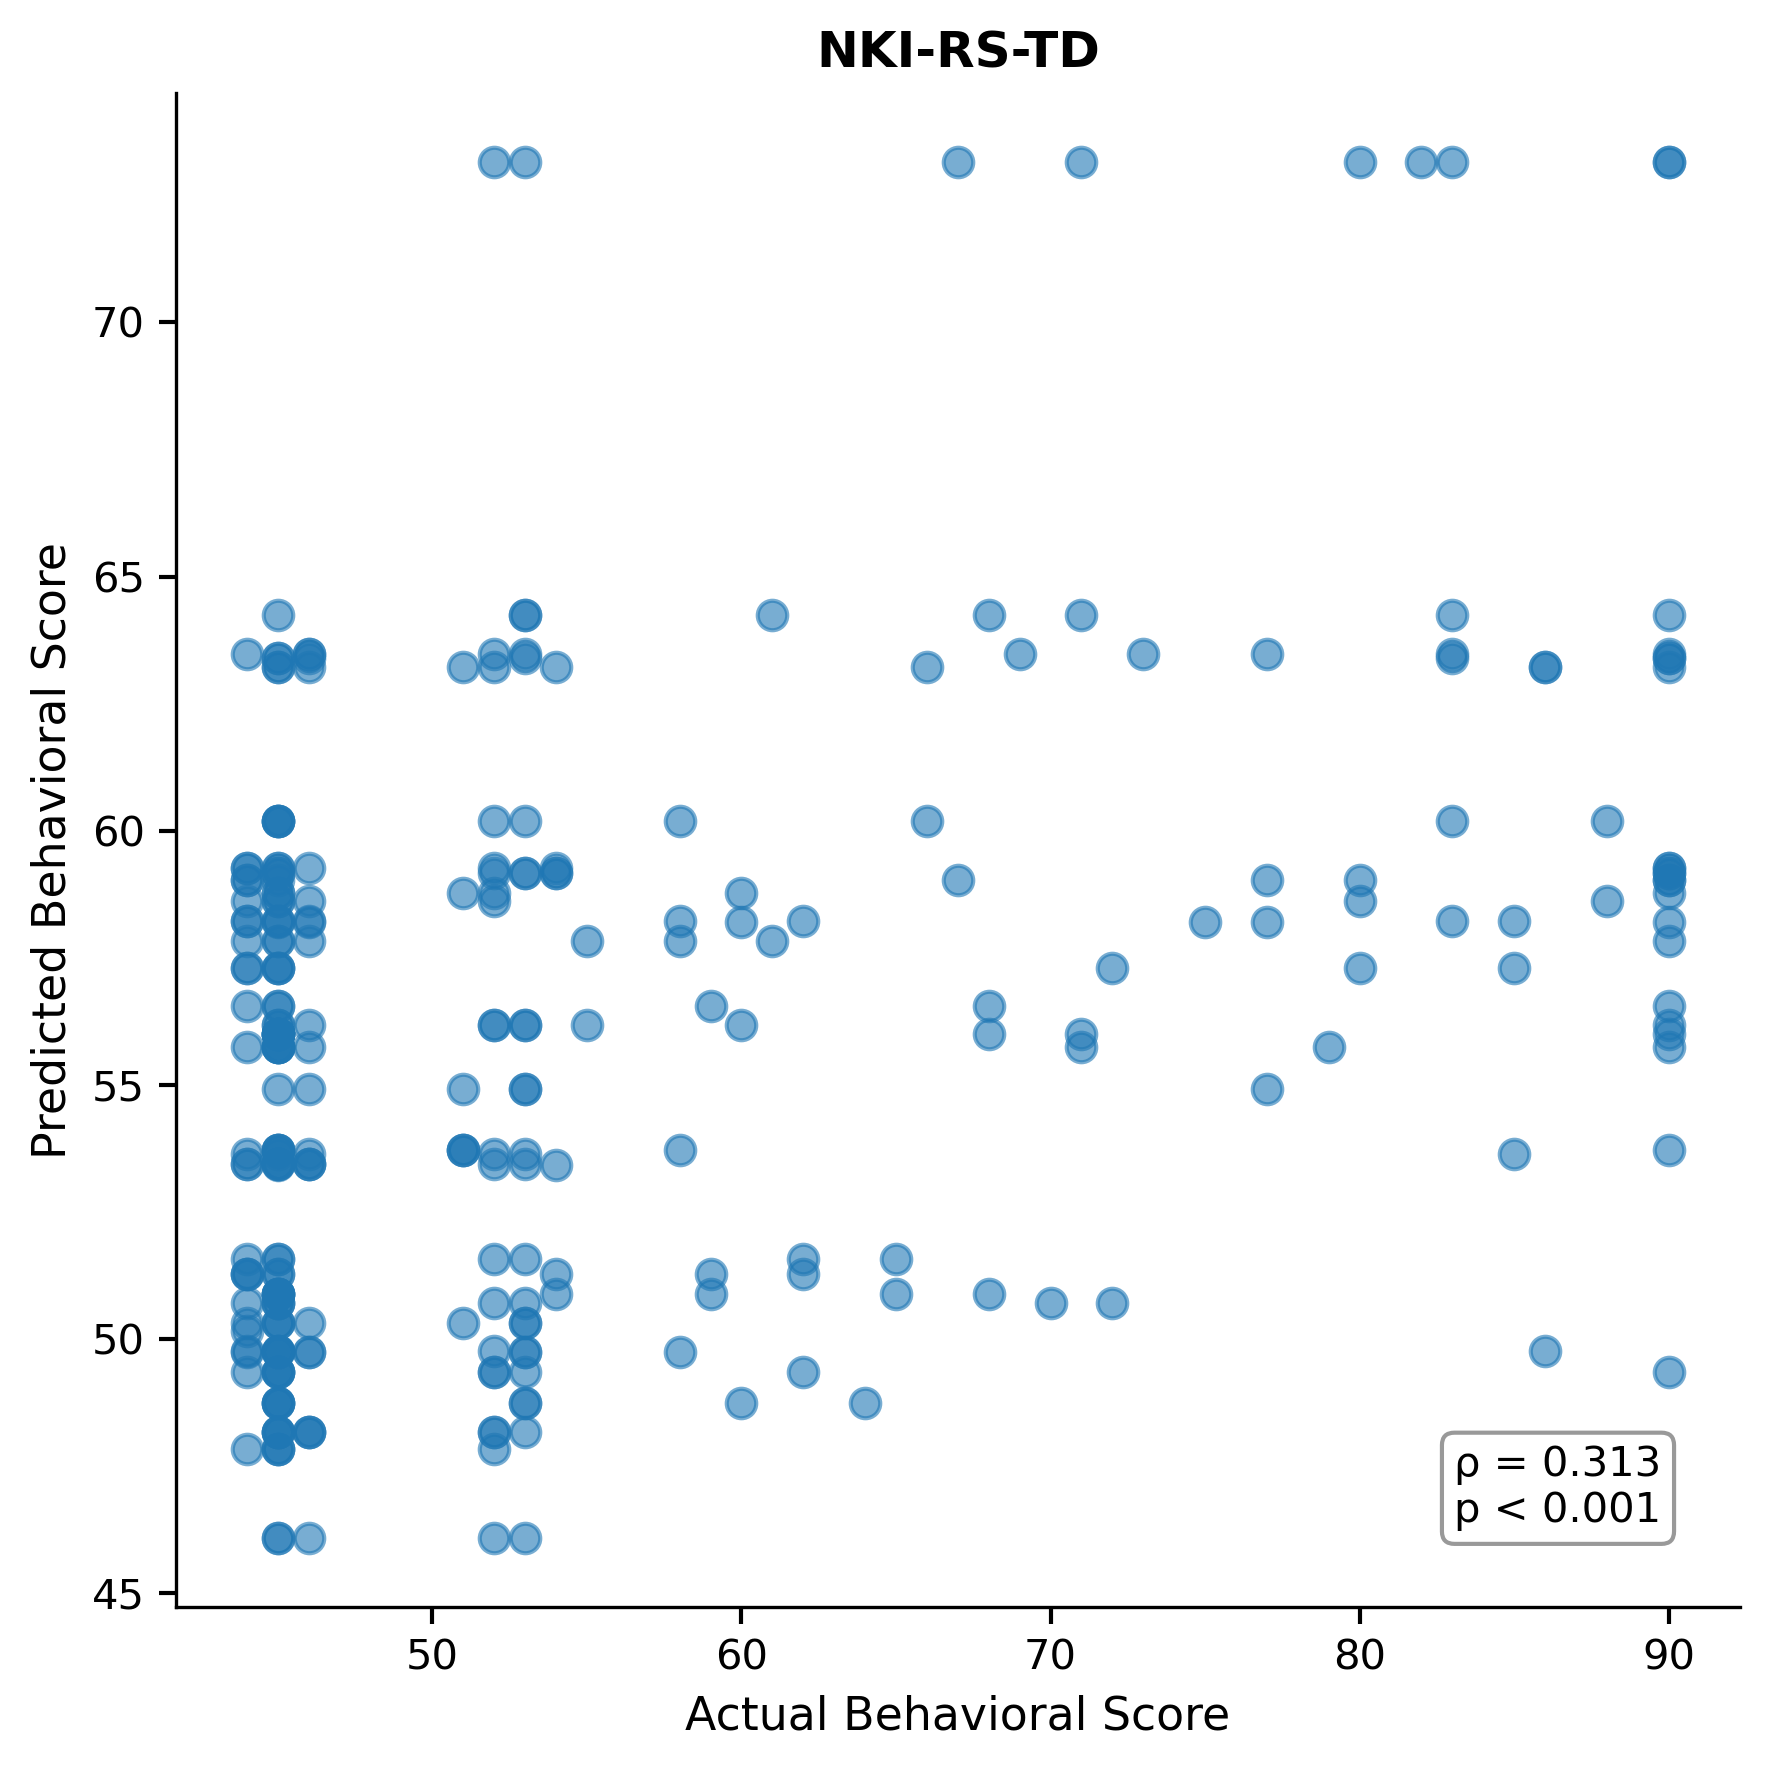 NKI-RS-TD
Predicted Behavioral Score
70
65
60
55
50
45
ρ = 0.313
p < 0.001
50 60 70 80 90
Actual Behavioral Score